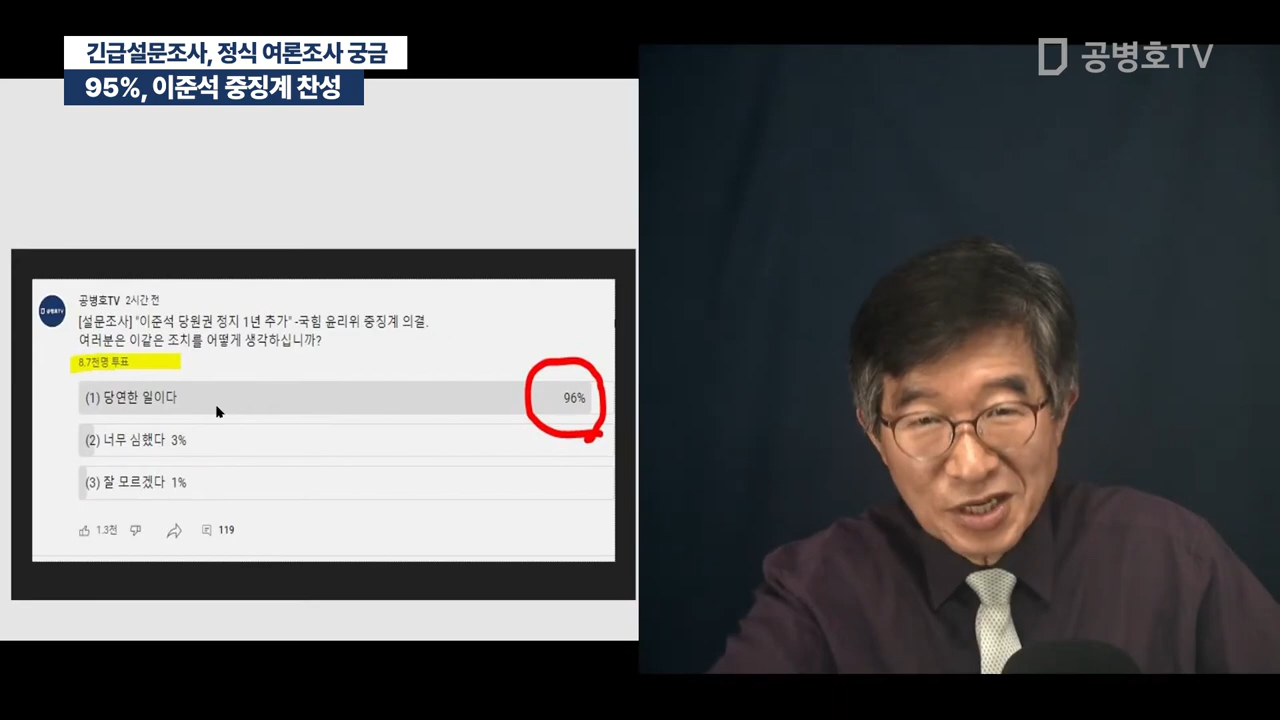 긴급설문조사, 정식 여론조사 궁금
95%, 이준석 중징계 찬성
공병호TV
공병호TV
공병호TV 2시간 전
[설문조사] "이준석 당원권 정지 1년 추가" -국힘 윤리위 중징계 의결.
여러분은 이같은 조치를 어떻게 생각하십니까?
8.7천명 투표
(1) 당연한 일이다 96%
(2) 너무 심했다 3%
(3) 잘 모르겠다 1%
1.3천 119